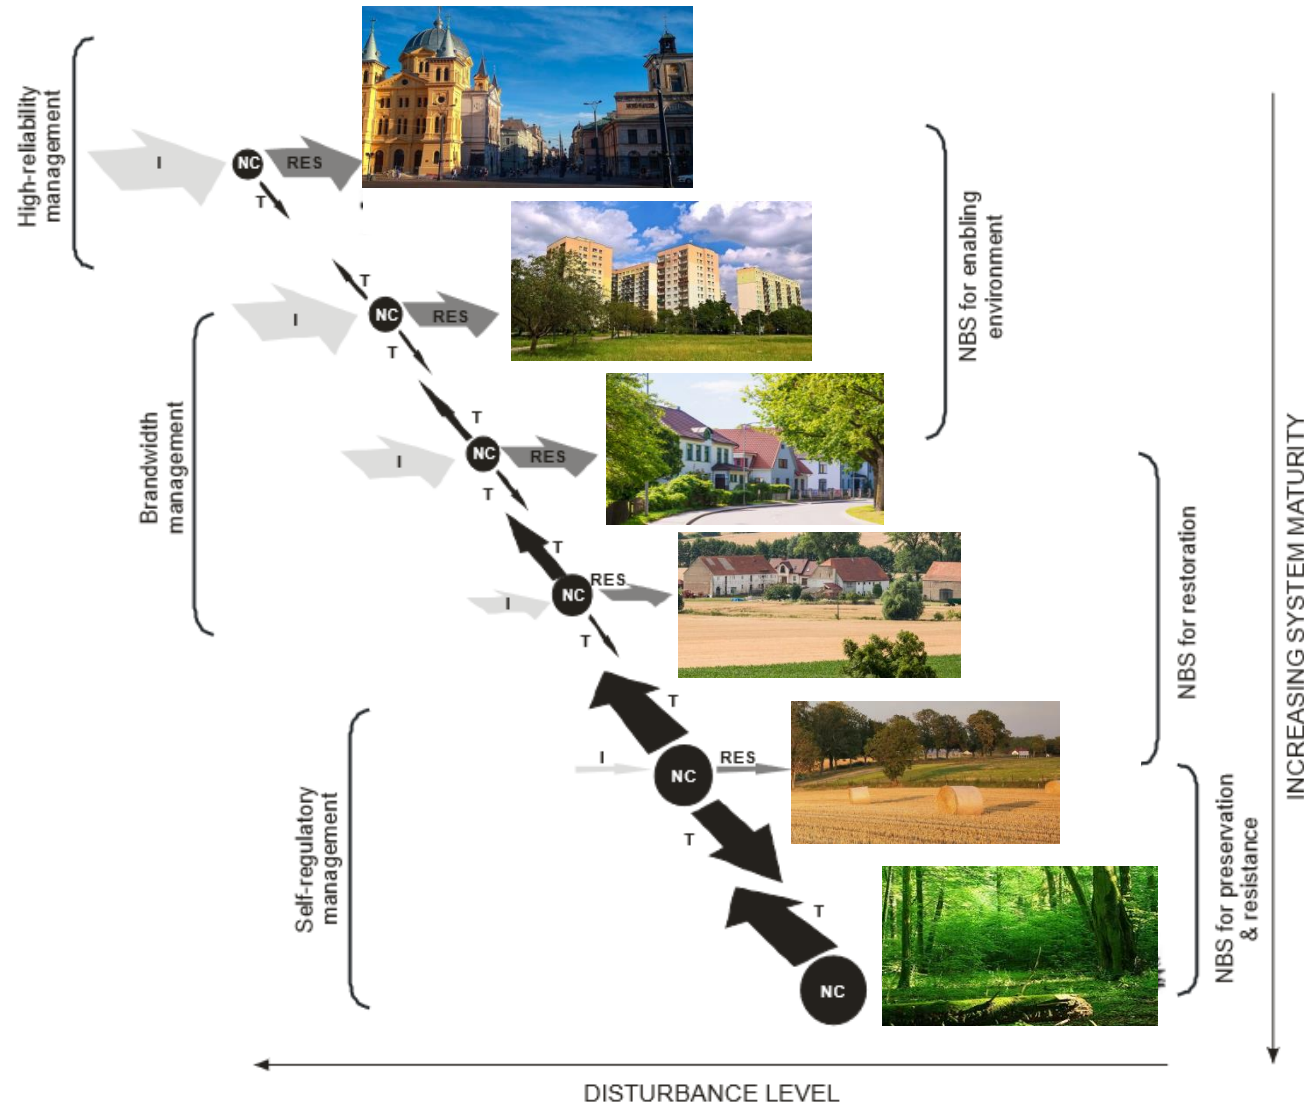 High-reliability
management
I
NC
RES
T
NBS for enabling
environment
T
I
NC
RES
T
Brandwidth
management
T
I
NC
RES
T
INCREASING SYSTEM MATURITY
NBS for restoration
T
I
NC
RES
T
T
I
NC
RES
T
Self-regulatory
management
NBS for preservation
& resistance
T
NC
DISTURBANCE LEVEL